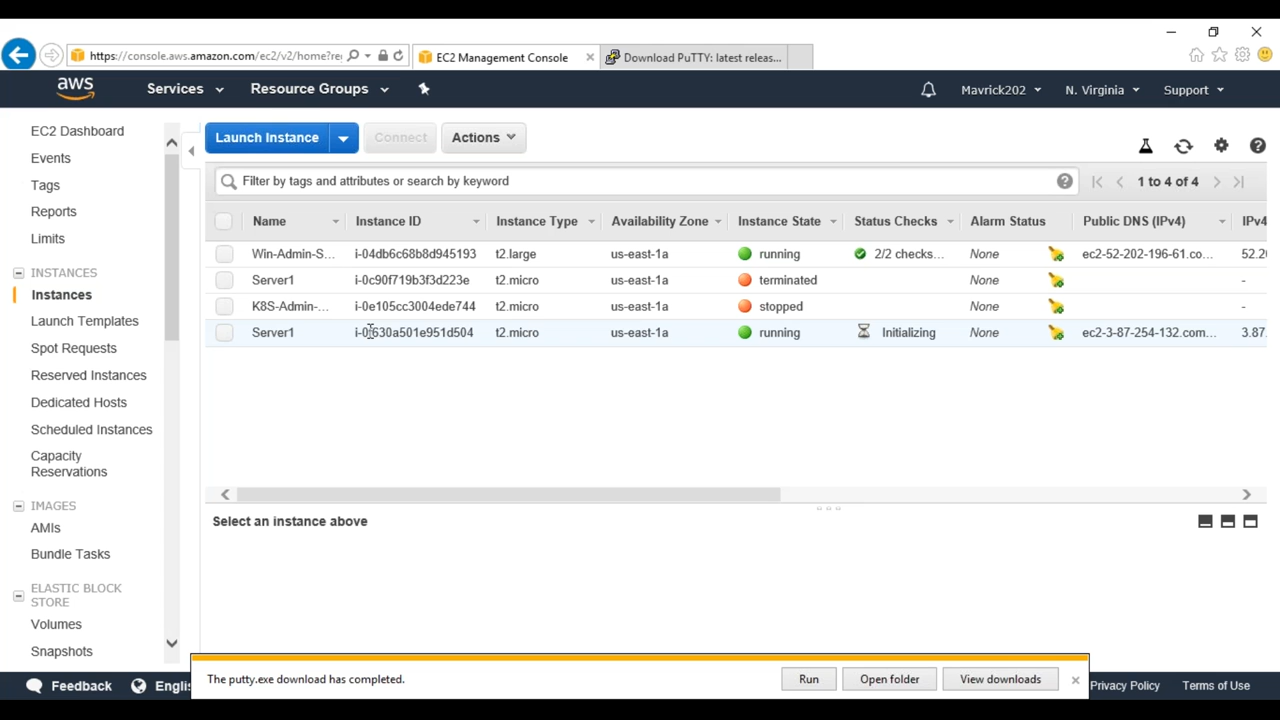 https://console.aws.amazon.com/ec2/v2/home?re
EC2 Management Console
Download PuTTY: latest releas...
aws
Services
Resource Groups
Mavrick202
N. Virginia
Support
EC2 Dashboard
Events
Tags
Reports
Limits
INSTANCES
Instances
Launch Templates
Spot Requests
Reserved Instances
Dedicated Hosts
Scheduled Instances
Capacity
Reservations
IMAGES
AMIs
Bundle Tasks
ELASTIC BLOCK
STORE
Volumes
Snapshots
Launch Instance
Connect
Actions
Filter by tags and attributes or search by keyword
1 to 4 of 4
Name Instance ID Instance Type Availability Zone Instance State Status Checks Alarm Status Public DNS (IPv4) IPv4
Win-Admin-S... i-04db6c68b8d945193 t2.large us-east-1a running 2/2 checks... None ec2-52-202-196-61.co... 52.20
Server1 i-0c90f719b3f3d223e t2.micro us-east-1a terminated None -
K8S-Admin-... i-0e105cc3004ede744 t2.micro us-east-1a stopped None -
Server1 t2.micro us-east-1a running Initializing None ec2-3-87-254-132.com... 3.87.
Select an instance above
The putty.exe download has completed.
Run
Open folder
View downloads
Feedback
Englis
Privacy Policy
Terms of Use